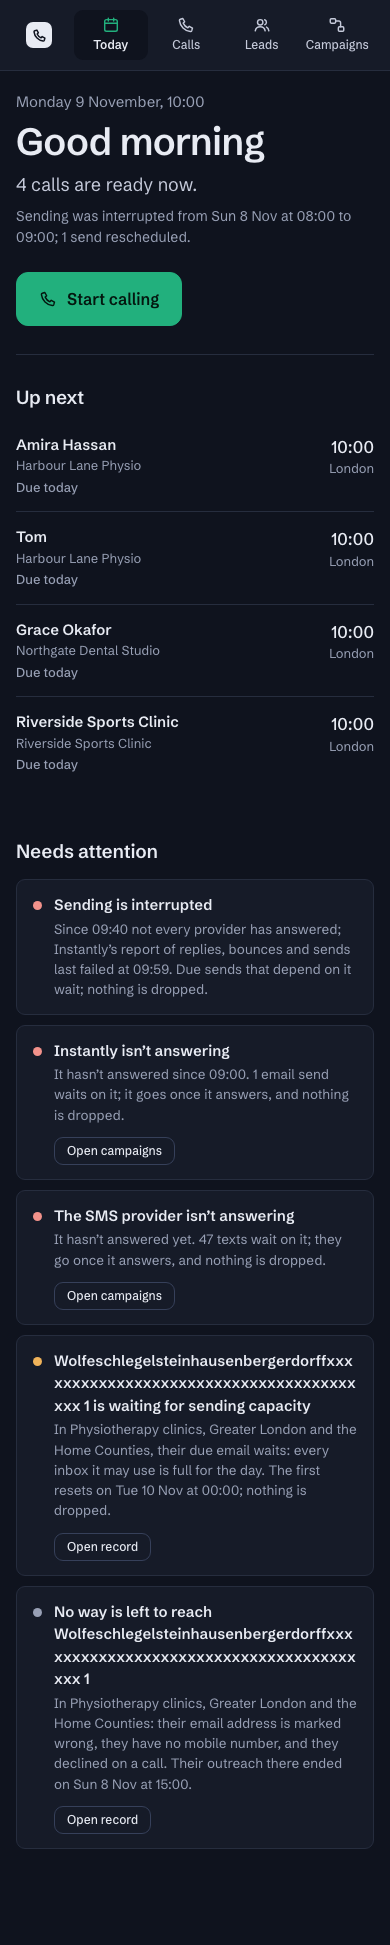 Today
Calls
Leads
Campaigns
Monday 9 November, 10:00
Good morning
4 calls are ready now.
Sending was interrupted from Sun 8 Nov at 08:00 to
09:00; 1 send rescheduled.
Start calling
Up next
Amira Hassan
10:00
Harbour Lane Physio
London
Due today
Tom
10:00
Harbour Lane Physio
London
Due today
Grace Okafor
10:00
Northgate Dental Studio
London
Due today
Riverside Sports Clinic
10:00
Riverside Sports Clinic
London
Due today
Needs attention
Sending is interrupted
Since 09:40 not every provider has answered;
Instantly’s report of replies, bounces and sends
last failed at 09:59. Due sends that depend on it
wait; nothing is dropped.
Instantly isn’t answering
It hasn’t answered since 09:00. 1 email send
waits on it; it goes once it answers, and nothing
is dropped.
Open campaigns
The SMS provider isn’t answering
It hasn’t answered yet. 47 texts wait on it; they
go once it answers, and nothing is dropped.
Open campaigns
Wolfeschlegelsteinhausenbergerdorffxxx
xxxxxxxxxxxxxxxxxxxxxxxxxxxxxxxxxx
xxx 1 is waiting for sending capacity
In Physiotherapy clinics, Greater London and the
Home Counties, their due email waits: every
inbox it may use is full for the day. The first
resets on Tue 10 Nov at 00:00; nothing is
dropped.
Open record
No way is left to reach
Wolfeschlegelsteinhausenbergerdorffxxx
xxxxxxxxxxxxxxxxxxxxxxxxxxxxxxxxxx
xxx 1
In Physiotherapy clinics, Greater London and the
Home Counties: their email address is marked
wrong, they have no mobile number, and they
declined on a call. Their outreach there ended
on Sun 8 Nov at 15:00.
Open record